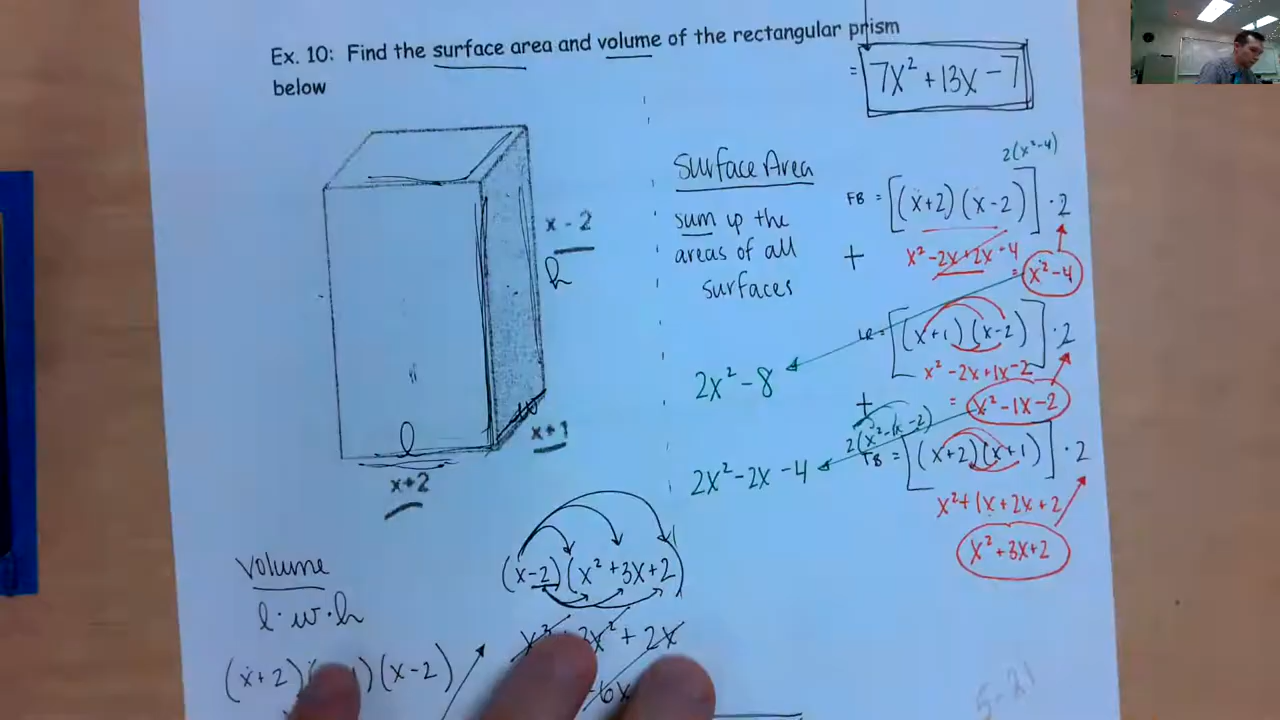 Ex. 10: Find the surface area and volume of the rectangular prism
below
= 7x² + 13x - 7
x - 2
h
w
x+1
l
x+2
Surface Area
sum up the
areas of all
surfaces
2(x²-4)
FB = [(x+2)(x-2)] · 2
x² -2x +2x -4
= x² -4
+
LR = [(x+1)(x-2)] · 2
x² -2x +1x -2
= x² -1x -2
2x² - 8
+
2(x²-1x-2)
TB = [(x+2)(x+1)] · 2
2x² - 2x - 4
x² + 1x + 2x + 2
x² + 3x + 2
Volume
l · w · h
(x+2)( )(x-2)
(x-2)(x² + 3x + 2)
x³ + 3x² + 2x
-6x
5-21